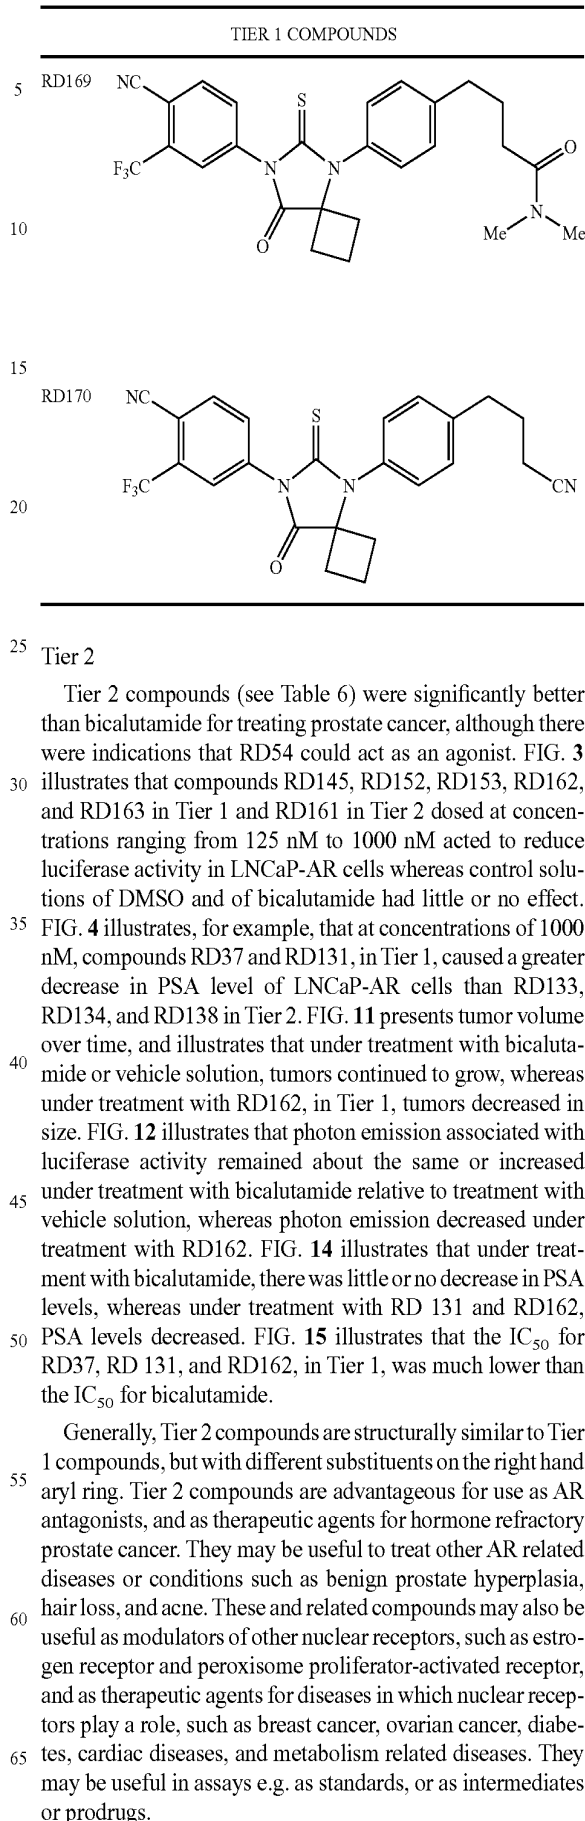 TIER 1 COMPOUNDS
5
RD169
NC
S
F3C
N
N
O
O
N
Me
Me
10
15
RD170
NC
S
F3C
N
N
CN
O
20
25
Tier 2
Tier 2 compounds (see Table 6) were significantly better
than bicalutamide for treating prostate cancer, although there
were indications that RD54 could act as an agonist. FIG. 3
30 illustrates that compounds RD145, RD152, RD153, RD162,
and RD163 in Tier 1 and RD161 in Tier 2 dosed at concen-
trations ranging from 125 nM to 1000 nM acted to reduce
luciferase activity in LNCaP-AR cells whereas control solu-
tions of DMSO and of bicalutamide had little or no effect.
35 FIG. 4 illustrates, for example, that at concentrations of 1000
nM, compounds RD37 and RD131, in Tier 1, caused a greater
decrease in PSA level of LNCaP-AR cells than RD133,
RD134, and RD138 in Tier 2. FIG. 11 presents tumor volume
over time, and illustrates that under treatment with bicaluta-
40 mide or vehicle solution, tumors continued to grow, whereas
under treatment with RD162, in Tier 1, tumors decreased in
size. FIG. 12 illustrates that photon emission associated with
luciferase activity remained about the same or increased
under treatment with bicalutamide relative to treatment with
45 vehicle solution, whereas photon emission decreased under
treatment with RD162. FIG. 14 illustrates that under treat-
ment with bicalutamide, there was little or no decrease in PSA
levels, whereas under treatment with RD 131 and RD162,
50 PSA levels decreased. FIG. 15 illustrates that the IC50 for
RD37, RD 131, and RD162, in Tier 1, was much lower than
the IC50 for bicalutamide.
Generally, Tier 2 compounds are structurally similar to Tier
1 compounds, but with different substituents on the right hand
55 aryl ring. Tier 2 compounds are advantageous for use as AR
antagonists, and as therapeutic agents for hormone refractory
prostate cancer. They may be useful to treat other AR related
diseases or conditions such as benign prostate hyperplasia,
hair loss, and acne. These and related compounds may also be
60 useful as modulators of other nuclear receptors, such as estro-
gen receptor and peroxisome proliferator-activated receptor,
and as therapeutic agents for diseases in which nuclear recep-
tors play a role, such as breast cancer, ovarian cancer, diabe-
65 tes, cardiac diseases, and metabolism related diseases. They
may be useful in assays e.g. as standards, or as intermediates
or prodrugs.